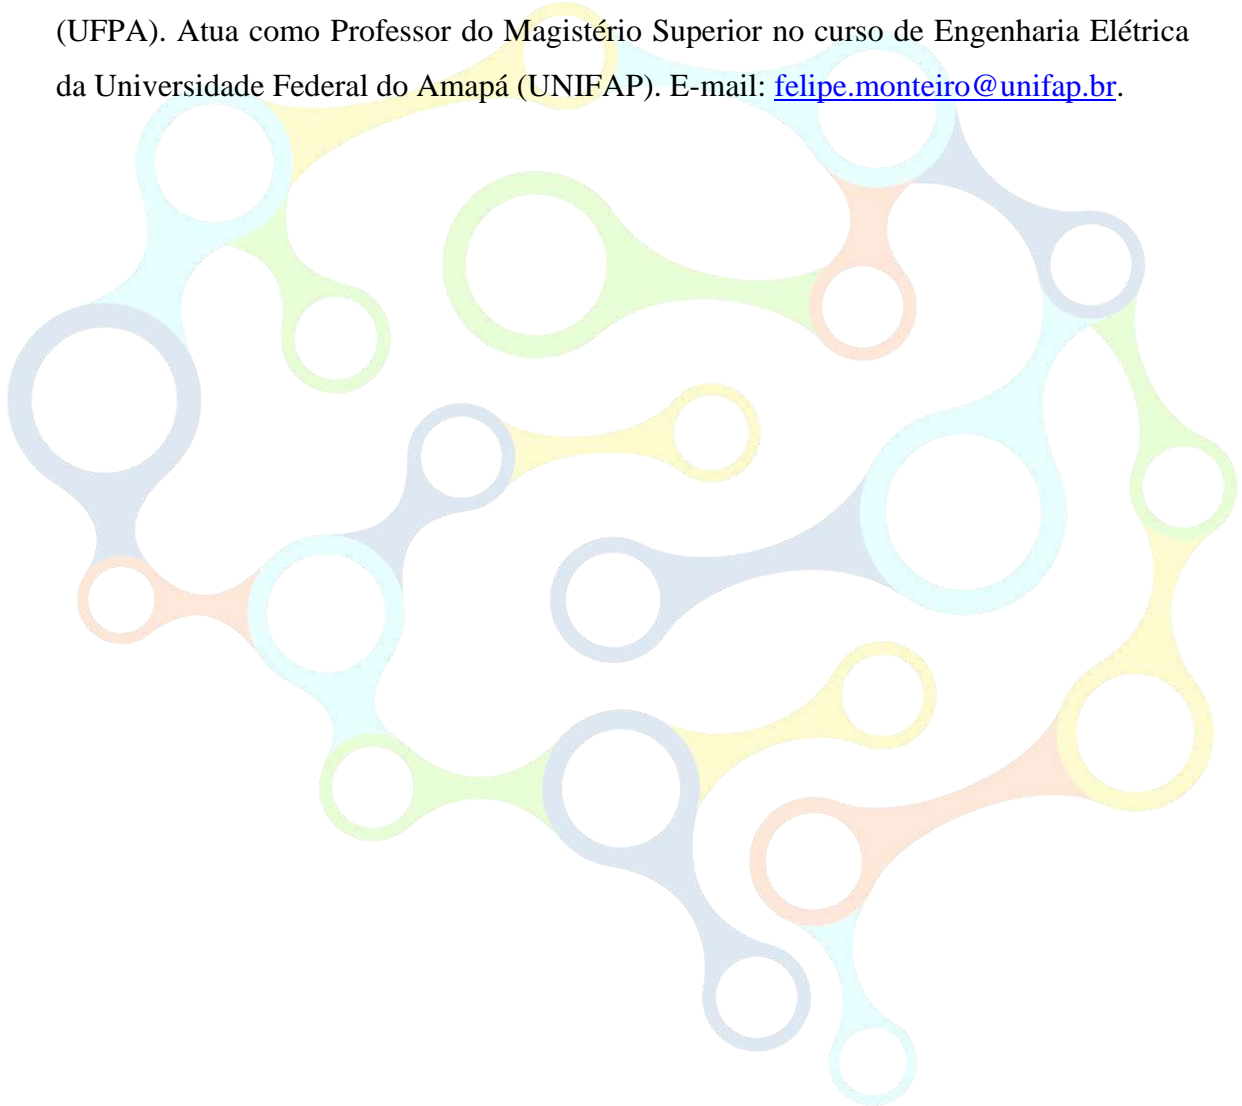 (UFPA). Atua como Professor do Magistério Superior no curso de Engenharia Elétrica
da Universidade Federal do Amapá (UNIFAP). E-mail: felipe.monteiro@unifap.br.